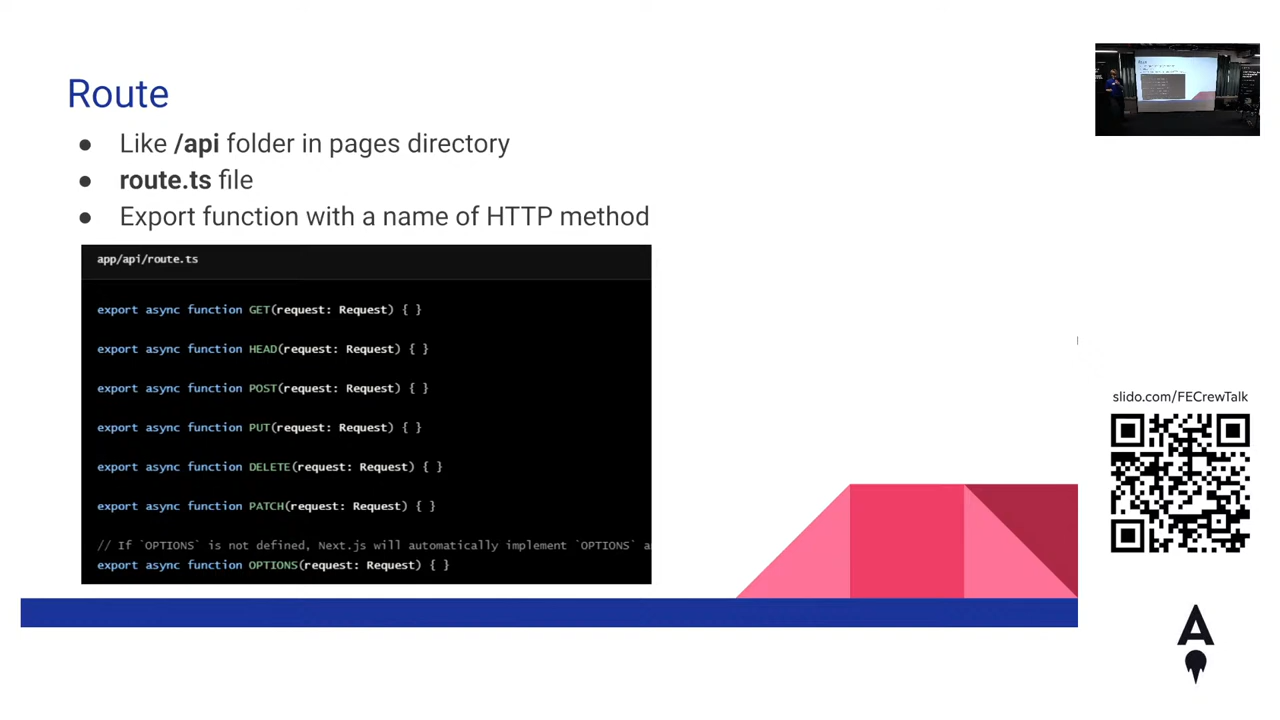 Route
● Like /api folder in pages directory
● route.ts file
● Export function with a name of HTTP method
app/api/route.ts
export async function GET(request: Request) { }
export async function HEAD(request: Request) { }
export async function POST(request: Request) { }
export async function PUT(request: Request) { }
export async function DELETE(request: Request) { }
export async function PATCH(request: Request) { }
// If `OPTIONS` is not defined, Next.js will automatically implement `OPTIONS` a
export async function OPTIONS(request: Request) { }
slido.com/FECrewTalk